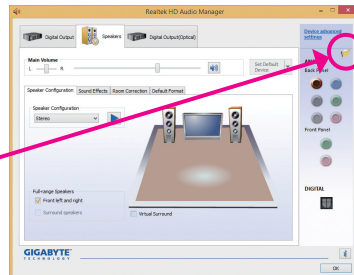 Realtek HD Audio Manager
Digital Output
Speakers
Digital Output(Optical)
Device advanced
settings
Main Volume
L
R
Set Default
Device
Back Panel
Speaker Configuration
Sound Effects
Room Correction
Default Format
Speaker Configuration
Stereo
Front Panel
Full-range Speakers
Front left and right
Surround speakers
Virtual Surround
DIGITAL
GIGABYTE
TECHNOLOGY
OK